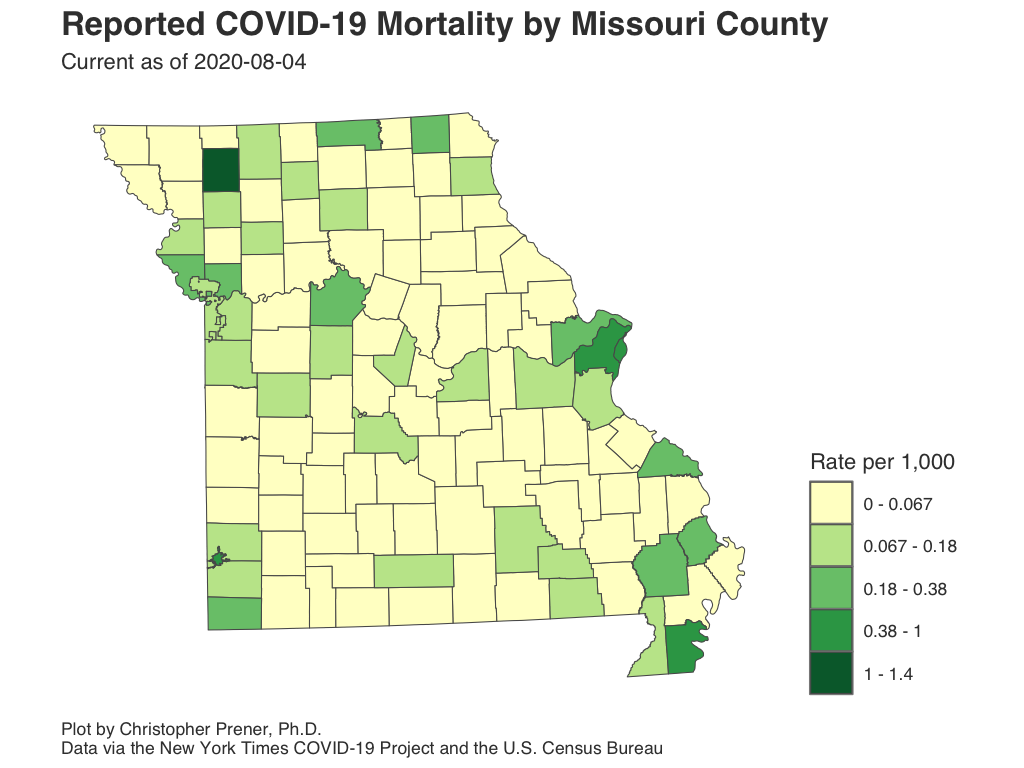 Reported COVID-19 Mortality by Missouri County
Current as of 2020-08-04
Rate per 1,000
0 - 0.067
0.067 - 0.18
0.18 - 0.38
0.38 - 1
1 - 1.4
Plot by Christopher Prener, Ph.D.
Data via the New York Times COVID-19 Project and the U.S. Census Bureau